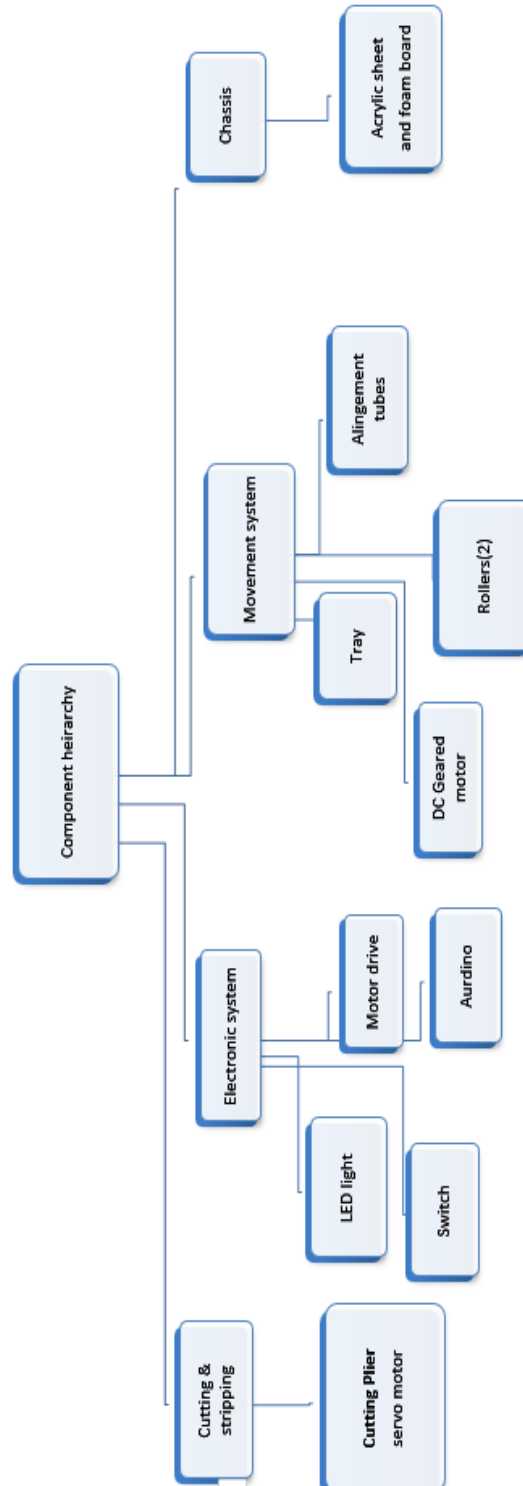 Component heirarchy
Cutting &
stripping
Electronic system
Movement system
Chassis
Cutting Plier
servo motor
LED light
Switch
Motor drive
Aurdino
DC Geared
motor
Tray
Rollers(2)
Alingement
tubes
Acrylic sheet
and foam board